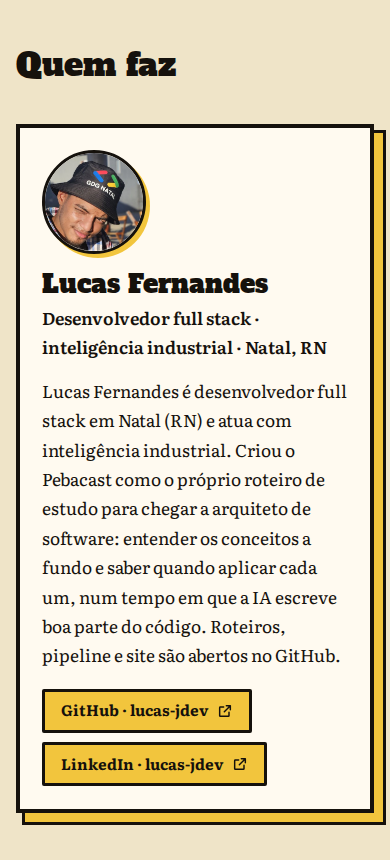 Quem faz
GDG NATAL
Lucas Fernandes
Desenvolvedor full stack ·
inteligência industrial · Natal, RN
Lucas Fernandes é desenvolvedor full
stack em Natal (RN) e atua com
inteligência industrial. Criou o
Pebacast como o próprio roteiro de
estudo para chegar a arquiteto de
software: entender os conceitos a
fundo e saber quando aplicar cada
um, num tempo em que a IA escreve
boa parte do código. Roteiros,
pipeline e site são abertos no GitHub.
GitHub · lucas-jdev
LinkedIn · lucas-jdev